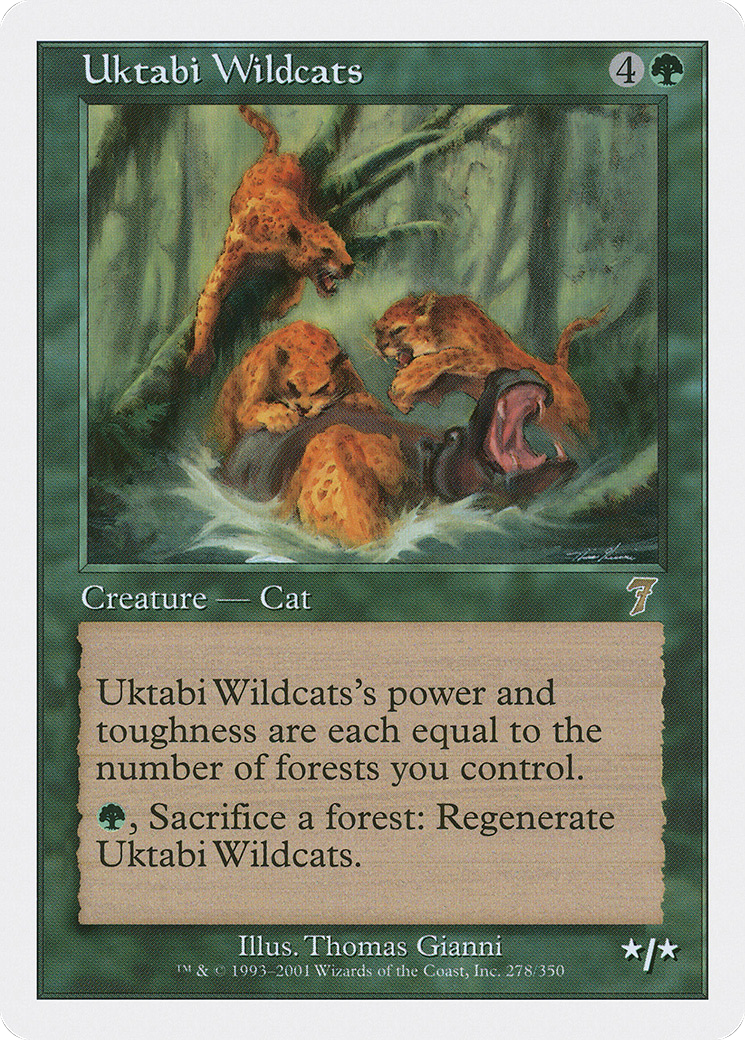 Uktabi Wildcats 4
Creature — Cat 7
Uktabi Wildcats's power and
toughness are each equal to the
number of forests you control.
, Sacrifice a forest: Regenerate
Uktabi Wildcats.
Illus. Thomas Gianni
★/★
™ & © 1993–2001 Wizards of the Coast, Inc. 278/350